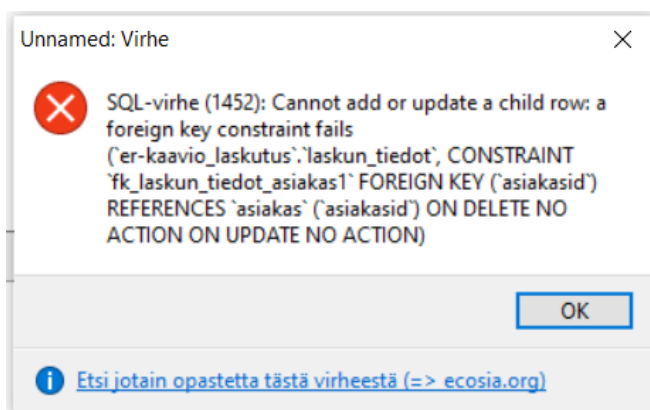 Unnamed: Virhe
SQL-virhe (1452): Cannot add or update a child row: a
foreign key constraint fails
(`er-kaavio_laskutus`.`laskun_tiedot`, CONSTRAINT
`fk_laskun_tiedot_asiakas1` FOREIGN KEY (`asiakasid`)
REFERENCES `asiakas` (`asiakasid`) ON DELETE NO
ACTION ON UPDATE NO ACTION)
OK
Etsi jotain opastetta tästä virheestä (=> ecosia.org)